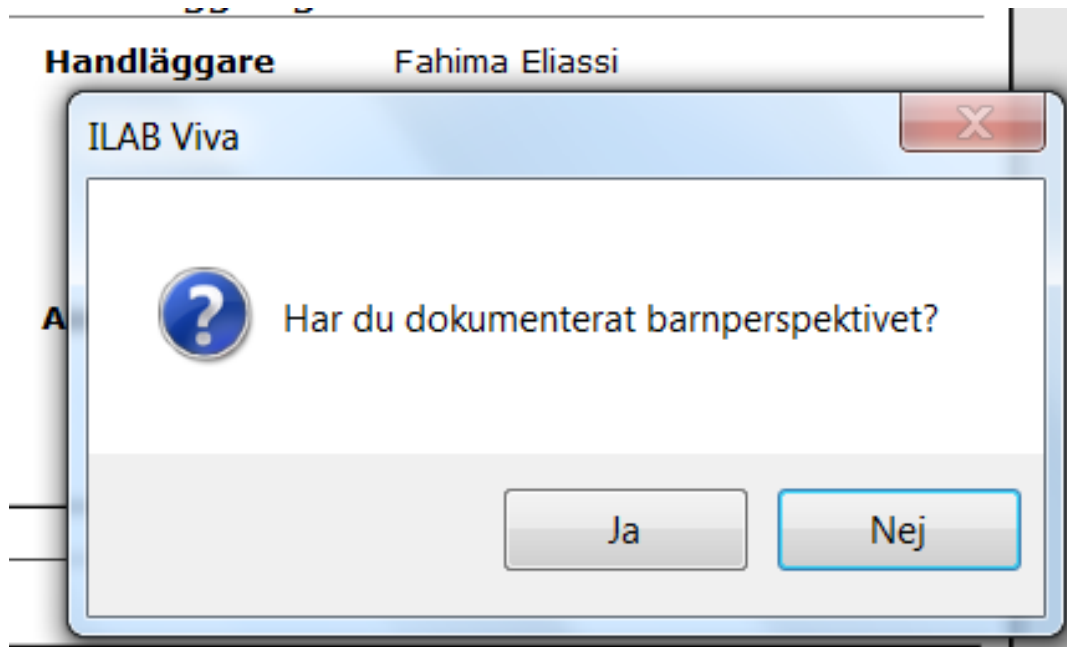 Handläggare Fahima Eliassi
ILAB Viva
Har du dokumenterat barnperspektivet?
Ja Nej